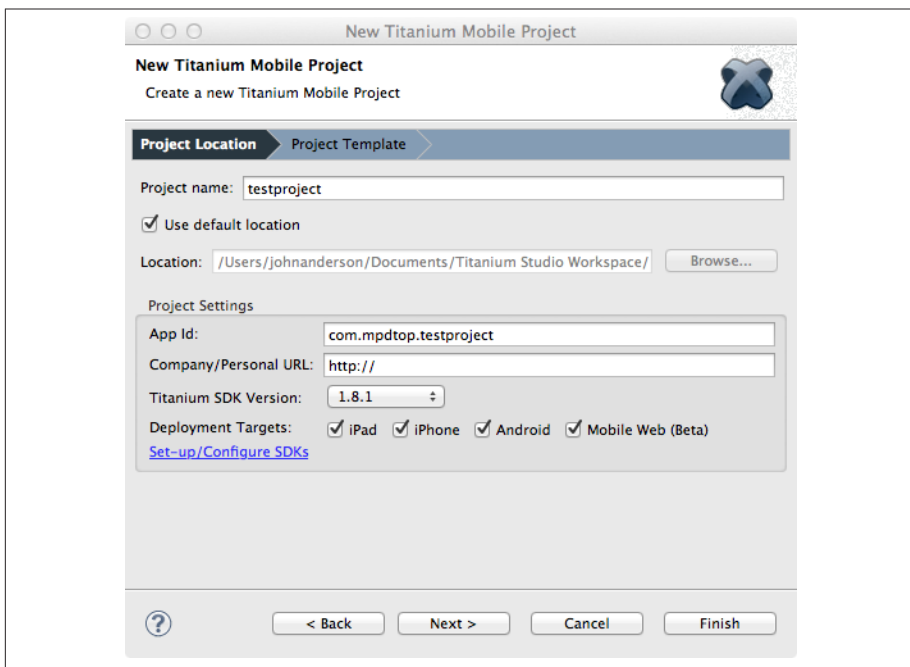 New Titanium Mobile Project
New Titanium Mobile Project
Create a new Titanium Mobile Project
Project Location Project Template
Project name: testproject
Use default location
Location: /Users/johnanderson/Documents/Titanium Studio Workspace/ Browse...
Project Settings
App Id: com.mpdtop.testproject
Company/Personal URL: http://
Titanium SDK Version: 1.8.1
Deployment Targets: iPad iPhone Android Mobile Web (Beta)
Set-up/Configure SDKs
? < Back Next > Cancel Finish